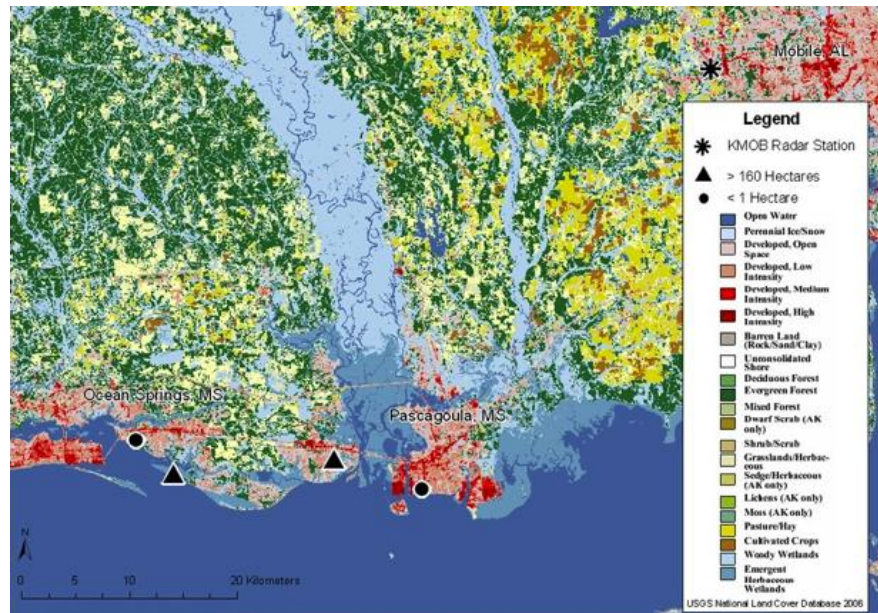 Mobile, AL
Legend
KMOB Radar Station
> 160 Hectares
< 1 Hectare
Open Water
Perennial Ice/Snow
Developed, Open
Space
Developed, Low
Intensity
Developed, Medium
Intensity
Developed, High
Intensity
Barren Land
(Rock/Sand/Clay)
Unconsolidated
Shore
Deciduous Forest
Evergreen Forest
Mixed Forest
Dwarf Scrab (AK
only)
Shrub/Scrab
Grasslands/Herbac-
eous
Sedge/Herbaceous
(AK only)
Lichens (AK only)
Moss (AK only)
Pasture/Hay
Cultivated Crops
Woody Wetlands
Emergent
Herbaceous
Wetlands
USGS National Land Cover Database 2006
Ocean Springs, MS
Pascagoula, MS
N
0 5 10 20 Kilometers